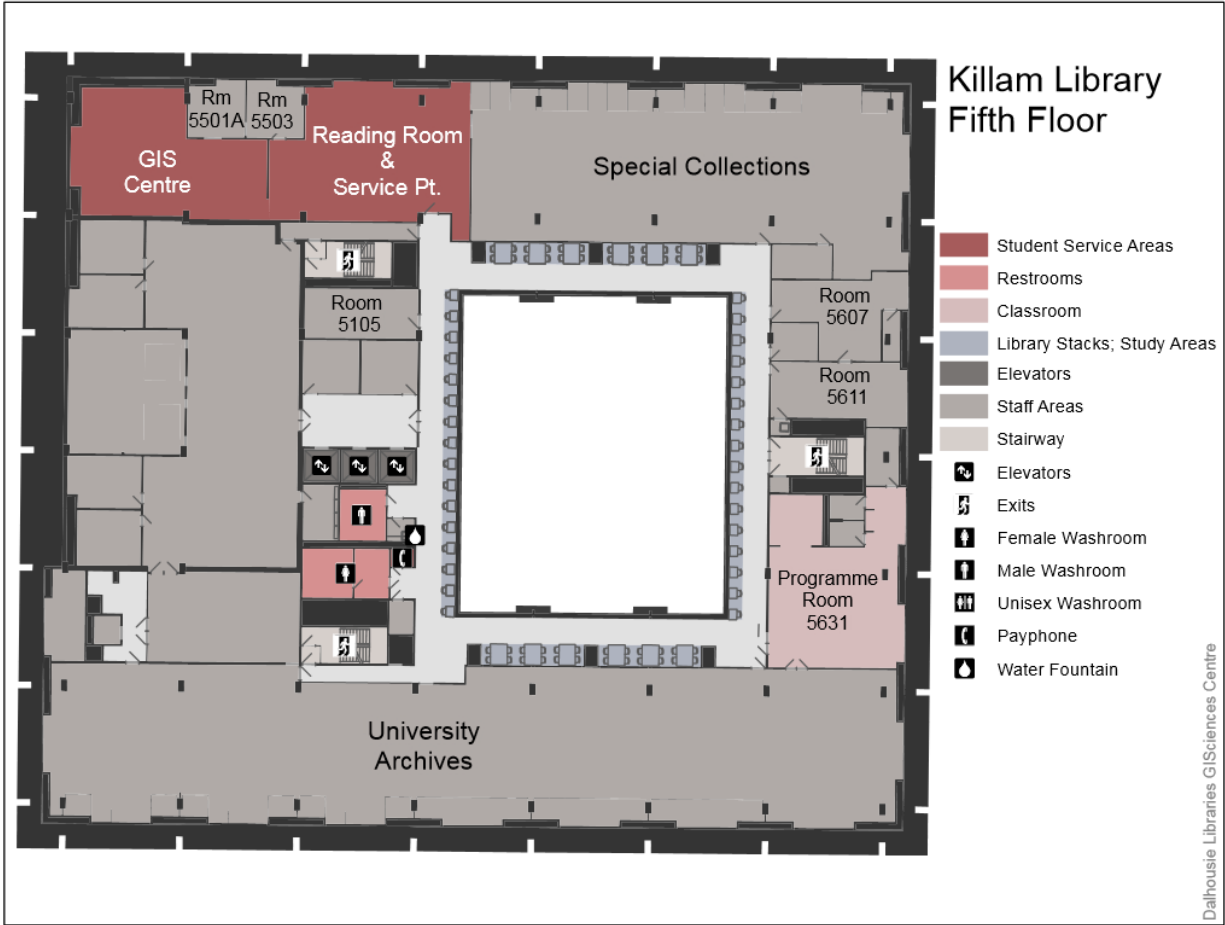 Killam Library
Fifth Floor
Rm
5501A
Rm
5503
Reading Room
&
Service Pt.
GIS
Centre
Special Collections
Room
5105
Room
5607
Room
5611
Programme
Room
5631
University
Archives
Student Service Areas
Restrooms
Classroom
Library Stacks; Study Areas
Elevators
Staff Areas
Stairway
Elevators
Exits
Female Washroom
Male Washroom
Unisex Washroom
Payphone
Water Fountain
Dalhousie Libraries GISciences Centre